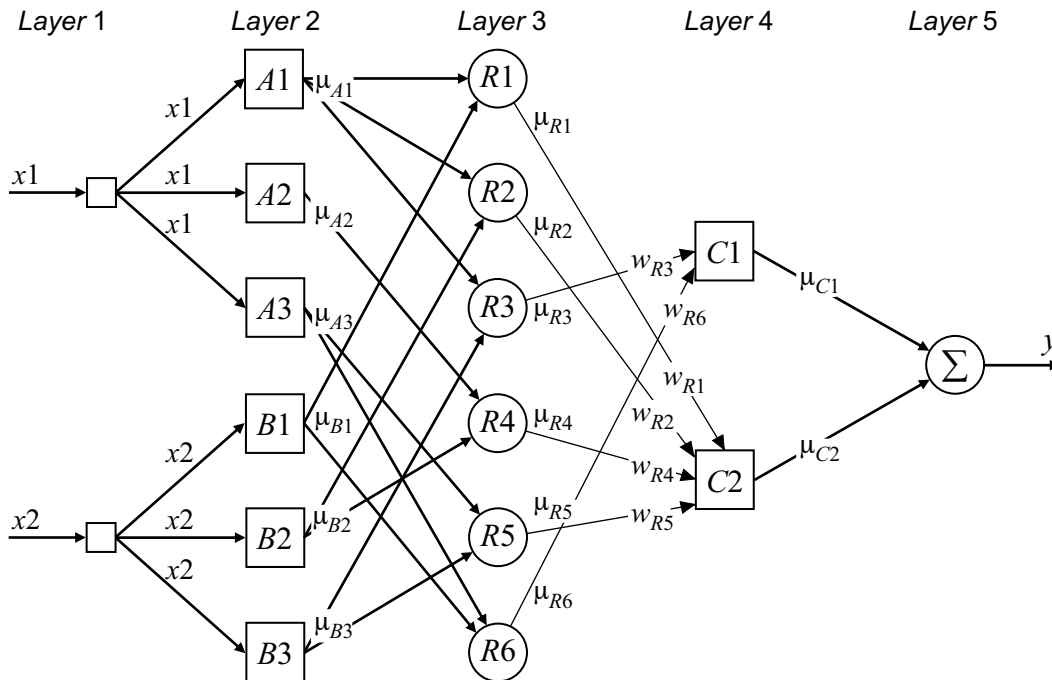 Layer 1 Layer 2 Layer 3 Layer 4 Layer 5
A1 μA1 R1
x1 μR1
x1 x1 A2 R2
x1 μA2 μR2
C1
wR3 μC1
A3 μA3 R3 μR3 wR6
y
Σ
wR1
B1 μB1 R4 μR4 wR2
x2 μC2
wR4 C2
x2 x2 B2 μB2 R5 μR5 wR5
x2
μR6
B3 μB3 R6